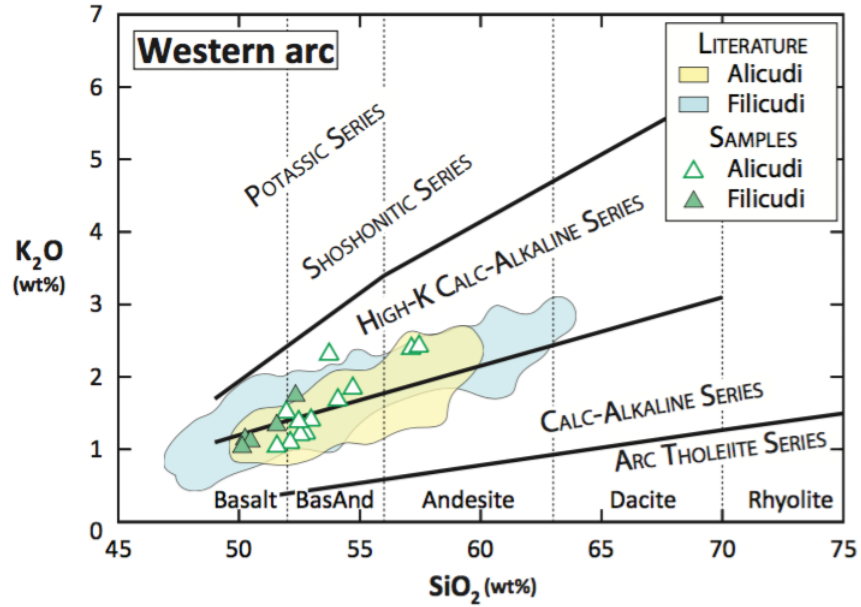 Western arc
LITERATURE
Alicudi
Filicudi
SAMPLES
Alicudi
Filicudi
POTASSIC SERIES
SHOSHONITIC SERIES
HIGH-K CALC-ALKALINE SERIES
CALC-ALKALINE SERIES
ARC THOLEIITE SERIES
Basalt BasAnd Andesite Dacite Rhyolite
K₂O
(wt%)
7
6
5
4
3
2
1
0
45 50 55 60 65 70 75
SiO₂ (wt%)